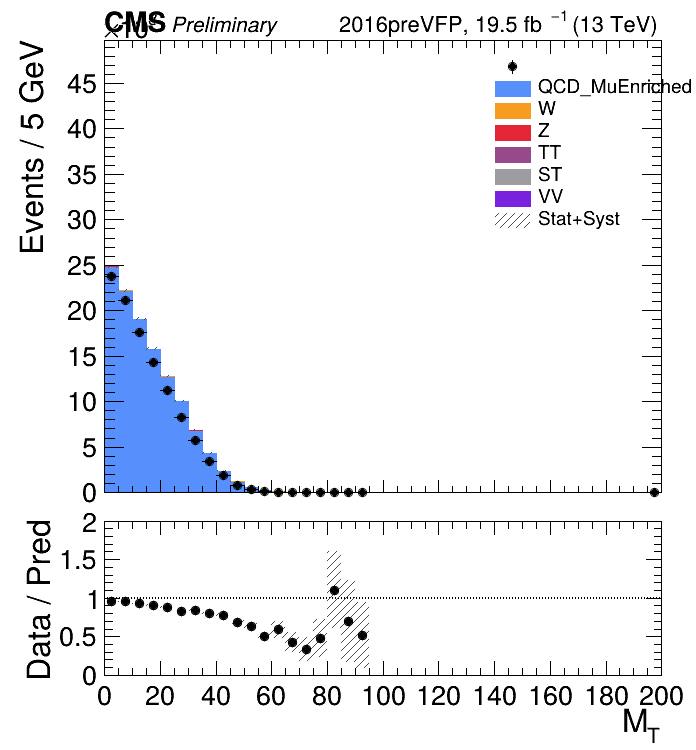 CMS Preliminary 2016preVFP, 19.5 fb⁻¹ (13 TeV)
Events / 5 GeV
45
40
35
30
25
20
15
10
5
0
QCD_MuEnriched
W
Z
TT
ST
VV
Stat+Syst
Data / Pred
2
1.5
1
0.5
0
0 20 40 60 80 100 120 140 160 180 200
M_T